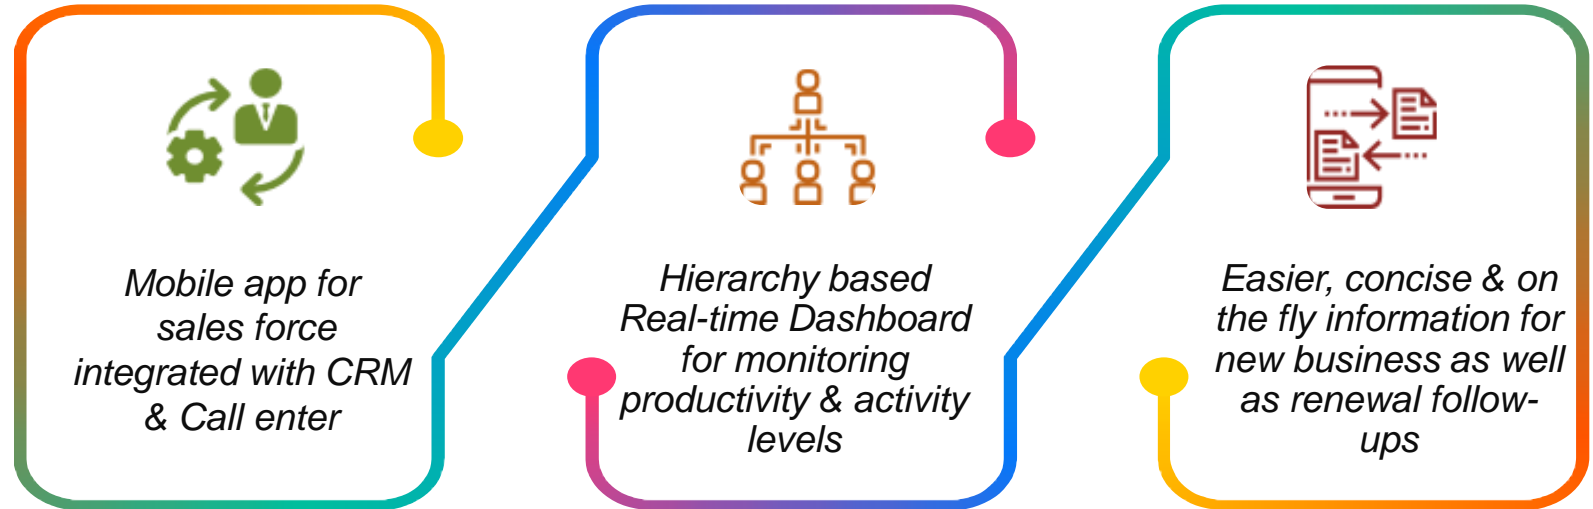 Mobile app for
sales force
integrated with CRM
& Call enter
Hierarchy based
Real-time Dashboard
for monitoring
productivity & activity
levels
Easier, concise & on
the fly information for
new business as well
as renewal follow-
ups